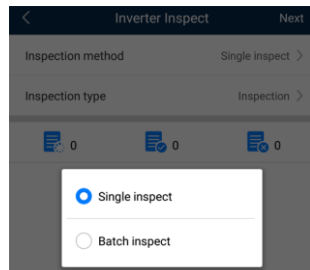 Inverter Inspect Next
Inspection method Single inspect
Inspection type Inspection
0 0 0
Single inspect
Batch inspect